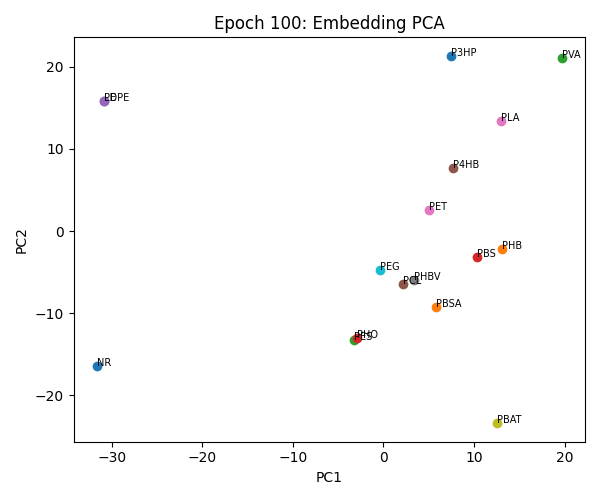 Epoch 100: Embedding PCA
P3HP
PVA
20
LDPE
PLA
10
P4HB
PET
0
PHB
PBS
PEG
PHBV
PBSA
-10
PHO
NR
-20
PBAT
PC2
-30
-20
-10
0
10
20
PC1